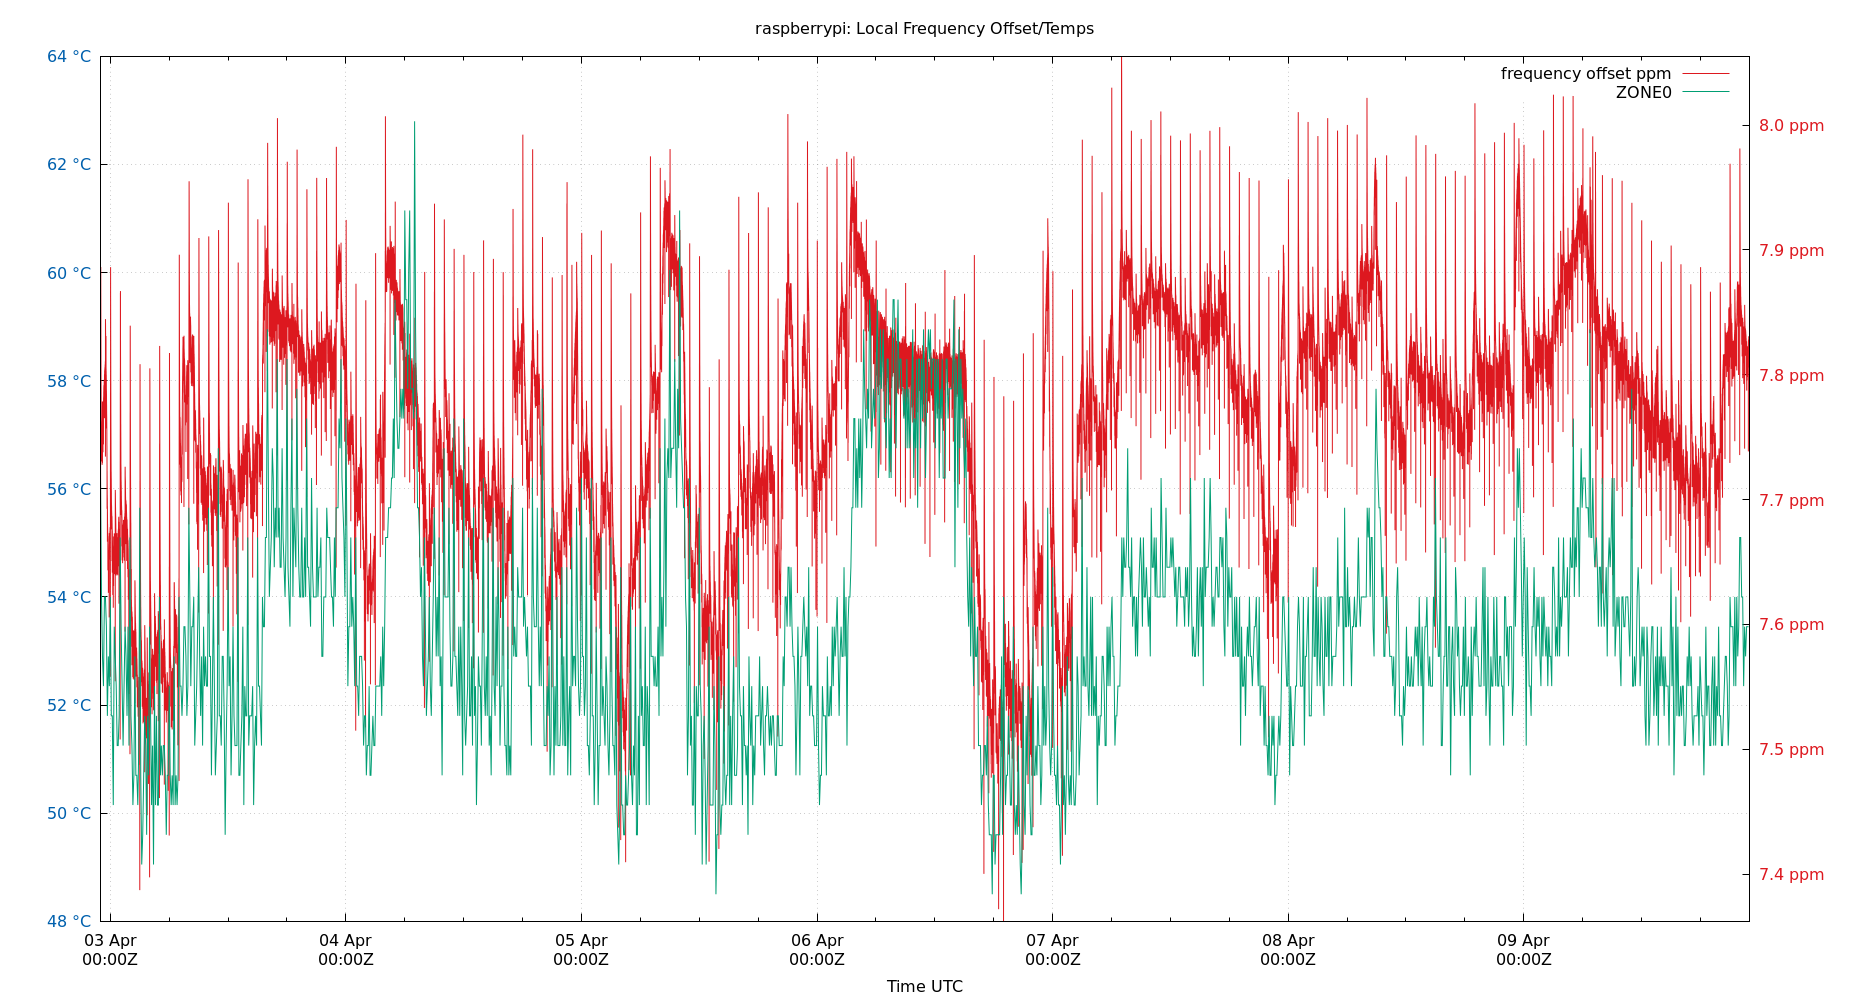 raspberrypi: Local Frequency Offset/Temps
frequency offset ppm
ZONE0
64 °C
62 °C
60 °C
58 °C
56 °C
54 °C
52 °C
50 °C
48 °C
8.0 ppm
7.9 ppm
7.8 ppm
7.7 ppm
7.6 ppm
7.5 ppm
7.4 ppm
03 Apr 04 Apr 05 Apr 06 Apr 07 Apr 08 Apr 09 Apr
00:00Z 00:00Z 00:00Z 00:00Z 00:00Z 00:00Z 00:00Z
Time UTC